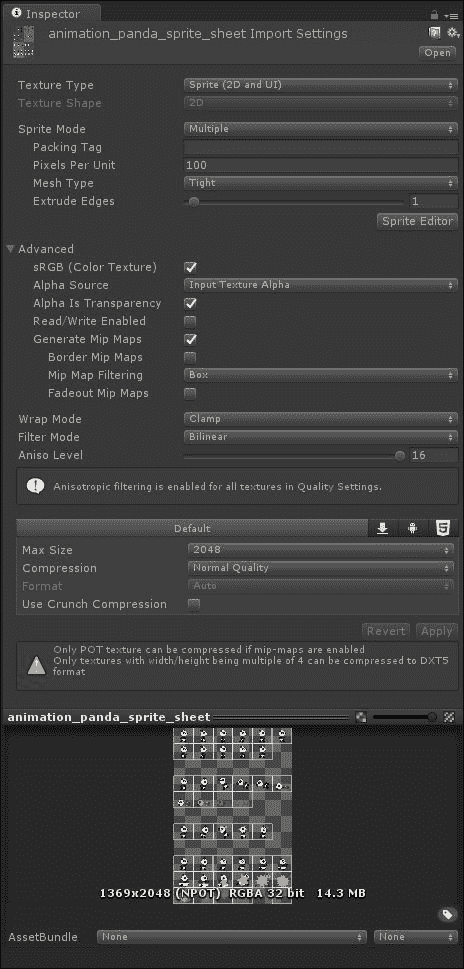 Inspector
animation_panda_sprite_sheet Import Settings
Open
Texture Type Sprite (2D and UI)
Texture Shape 2D
Sprite Mode Multiple
Packing Tag
Pixels Per Unit 100
Mesh Type Tight
Extrude Edges 1
Sprite Editor
Advanced
sRGB (Color Texture)
Alpha Source Input Texture Alpha
Alpha Is Transparency
Read/Write Enabled
Generate Mip Maps
Border Mip Maps
Mip Map Filtering Box
Fadeout Mip Maps
Wrap Mode Clamp
Filter Mode Bilinear
Aniso Level 16
Anisotropic filtering is enabled for all textures in Quality Settings.
Default
Max Size 2048
Compression Normal Quality
Format Auto
Use Crunch Compression
Revert Apply
Only POT texture can be compressed if mip-maps are enabled
Only textures with width/height being multiple of 4 can be compressed to DXT5
format
animation_panda_sprite_sheet
1369x2048 (NPOT) RGBA 32 bit 14.3 MB
AssetBundle None None